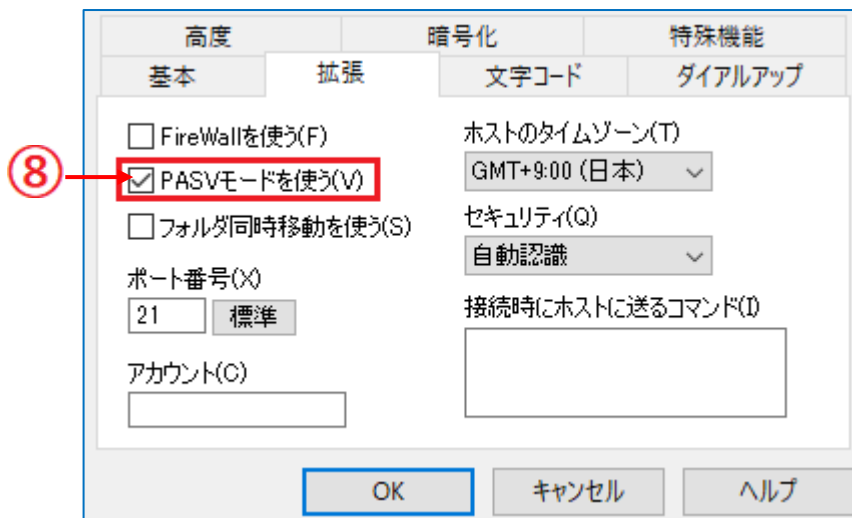 高度 暗号化 特殊機能
基本 拡張 文字コード ダイアルアップ
FireWallを使う(F)
⑧ PASVモードを使う(V)
フォルダ同時移動を使う(S)
ポート番号(X)
21 標準
アカウント(C)
ホストのタイムゾーン(T)
GMT+9:00 (日本)
セキュリティ(Q)
自動認識
接続時にホストに送るコマンド(I)
OK キャンセル ヘルプ